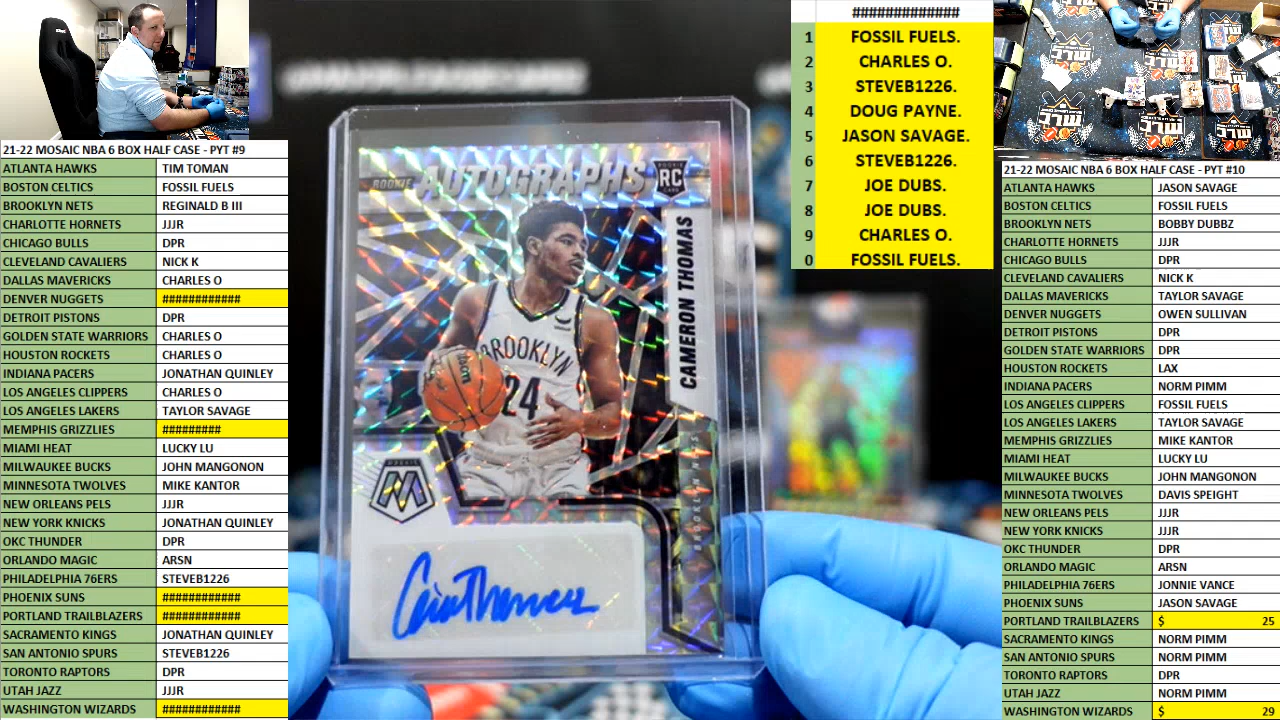 21-22 MOSAIC NBA 6 BOX HALF CASE - PYT #9
ATLANTA HAWKS TIM TOMAN
BOSTON CELTICS FOSSIL FUELS
BROOKLYN NETS REGINALD B III
CHARLOTTE HORNETS JJJR
CHICAGO BULLS DPR
CLEVELAND CAVALIERS NICK K
DALLAS MAVERICKS CHARLES O
DENVER NUGGETS ############
DETROIT PISTONS DPR
GOLDEN STATE WARRIORS CHARLES O
HOUSTON ROCKETS CHARLES O
INDIANA PACERS JONATHAN QUINLEY
LOS ANGELES CLIPPERS CHARLES O
LOS ANGELES LAKERS TAYLOR SAVAGE
MEMPHIS GRIZZLIES #########
MIAMI HEAT LUCKY LU
MILWAUKEE BUCKS JOHN MANGONON
MINNESOTA TWOLVES MIKE KANTOR
NEW ORLEANS PELS JJJR
NEW YORK KNICKS JONATHAN QUINLEY
OKC THUNDER DPR
ORLANDO MAGIC ARSN
PHILADELPHIA 76ERS STEVEB1226
PHOENIX SUNS ############
PORTLAND TRAILBLAZERS ############
SACRAMENTO KINGS JONATHAN QUINLEY
SAN ANTONIO SPURS STEVEB1226
TORONTO RAPTORS DPR
UTAH JAZZ JJJR
WASHINGTON WIZARDS ############
ROOKIE AUTOGRAPHS
ROOKIE
RC
CARD
CAMERON THOMAS
BROOKLYN
24
Wilson
MOSAIC
M
BROOKLYN NETS
Cam Thomas
#############
1 FOSSIL FUELS.
2 CHARLES O.
3 STEVEB1226.
4 DOUG PAYNE.
5 JASON SAVAGE.
6 STEVEB1226.
7 JOE DUBS.
8 JOE DUBS.
9 CHARLES O.
0 FOSSIL FUELS.
MLC
21-22 MOSAIC NBA 6 BOX HALF CASE - PYT #10
ATLANTA HAWKS JASON SAVAGE
BOSTON CELTICS FOSSIL FUELS
BROOKLYN NETS BOBBY DUBBZ
CHARLOTTE HORNETS JJJR
CHICAGO BULLS DPR
CLEVELAND CAVALIERS NICK K
DALLAS MAVERICKS TAYLOR SAVAGE
DENVER NUGGETS OWEN SULLIVAN
DETROIT PISTONS DPR
GOLDEN STATE WARRIORS DPR
HOUSTON ROCKETS LAX
INDIANA PACERS NORM PIMM
LOS ANGELES CLIPPERS FOSSIL FUELS
LOS ANGELES LAKERS TAYLOR SAVAGE
MEMPHIS GRIZZLIES MIKE KANTOR
MIAMI HEAT LUCKY LU
MILWAUKEE BUCKS JOHN MANGONON
MINNESOTA TWOLVES DAVIS SPEIGHT
NEW ORLEANS PELS JJJR
NEW YORK KNICKS JJJR
OKC THUNDER DPR
ORLANDO MAGIC ARSN
PHILADELPHIA 76ERS JONNIE VANCE
PHOENIX SUNS JASON SAVAGE
PORTLAND TRAILBLAZERS $ 25
SACRAMENTO KINGS NORM PIMM
SAN ANTONIO SPURS NORM PIMM
TORONTO RAPTORS DPR
UTAH JAZZ NORM PIMM
WASHINGTON WIZARDS $ 29